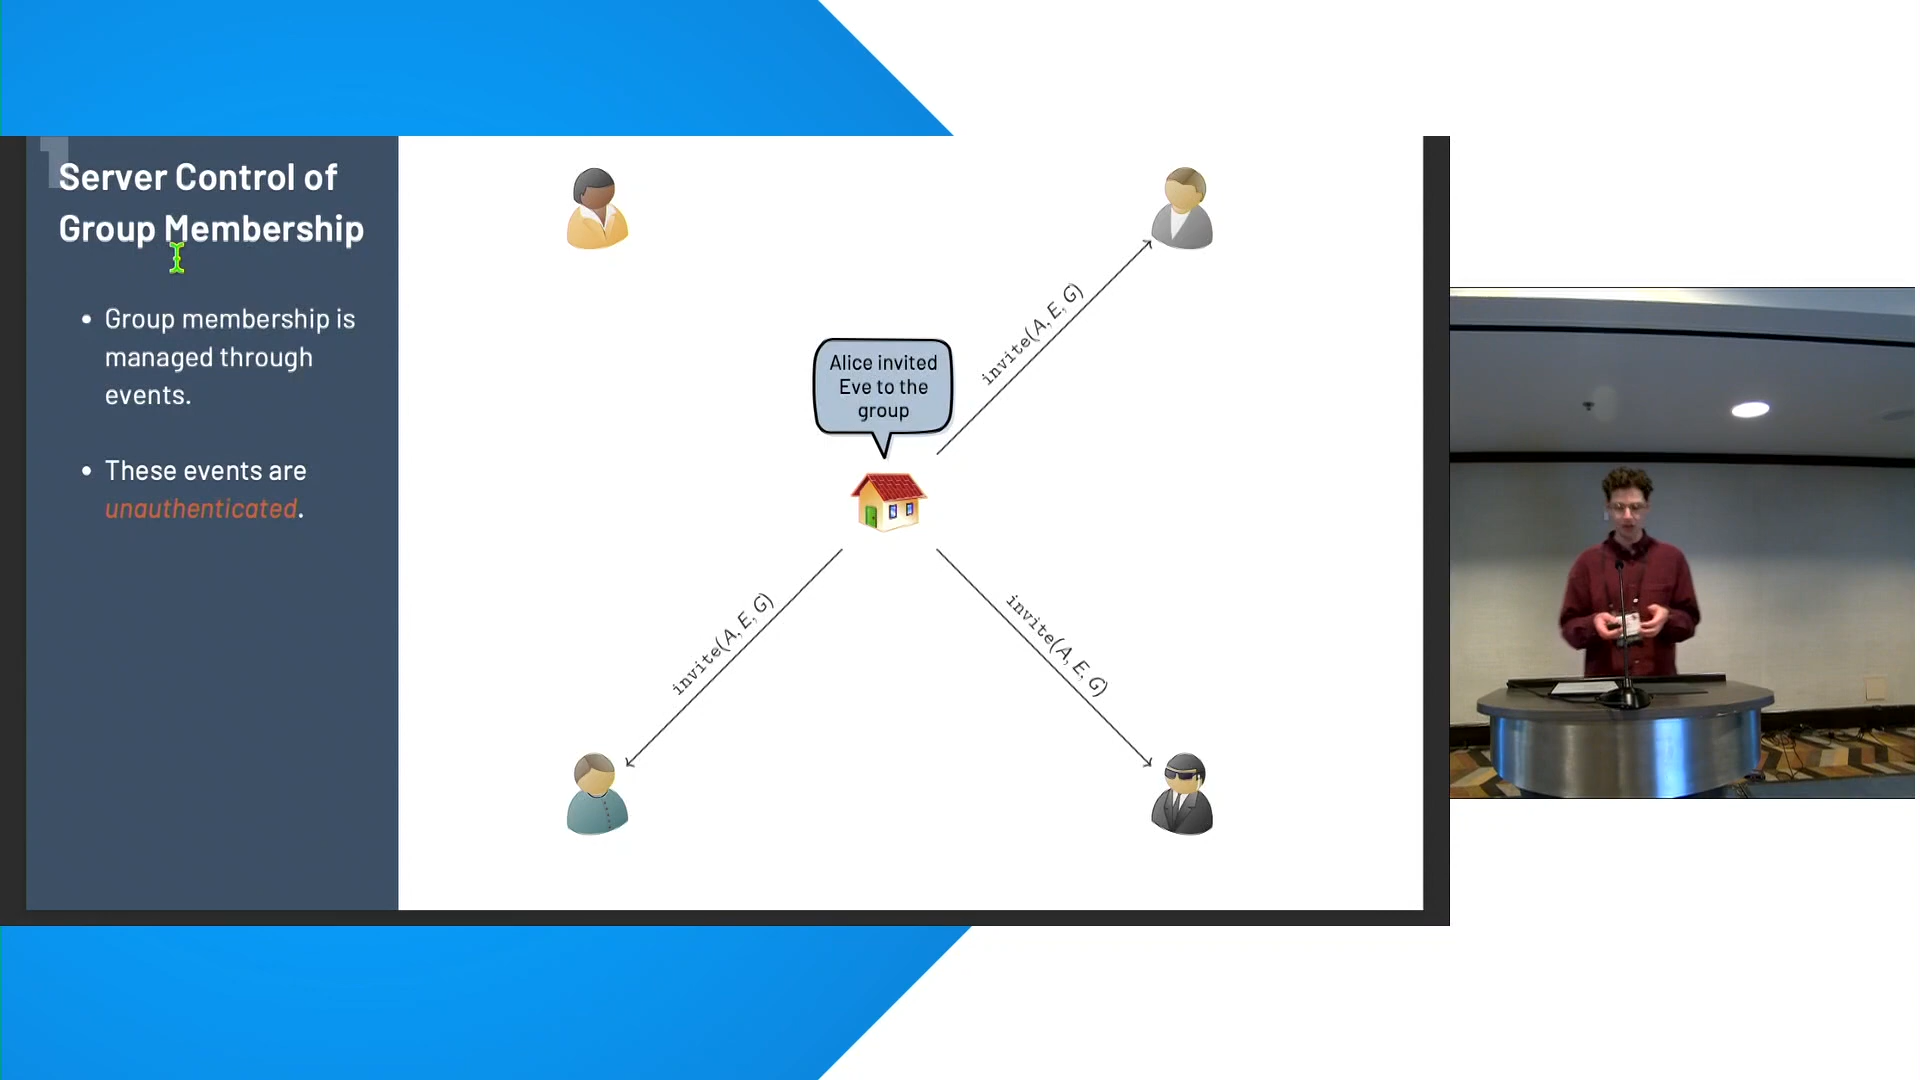 1
Server Control of
Group Membership
• Group membership is
managed through
events.
• These events are
unauthenticated.
Alice invited
Eve to the
group
invite(A, E, G)
invite(A, E, G)
invite(A, E, G)